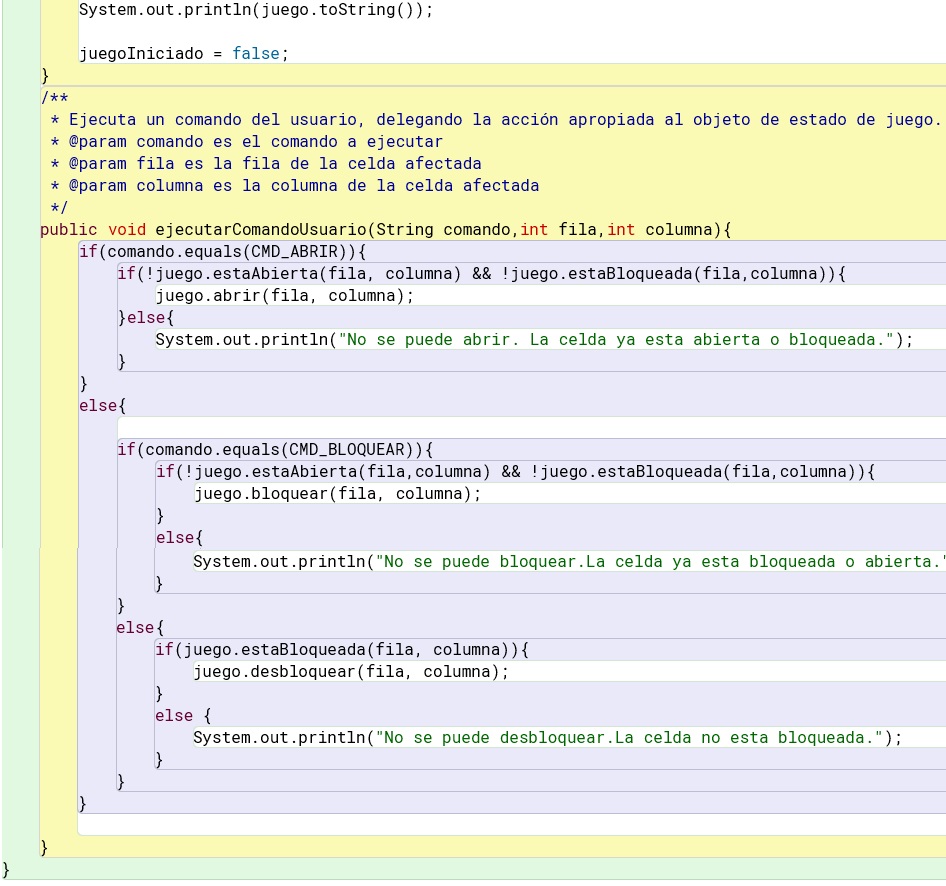 System.out.println(juego.toString());
juegoIniciado = false;
}
/**
* Ejecuta un comando del usuario, delegando la acción apropiada al objeto de estado de juego.
* @param comando es el comando a ejecutar
* @param fila es la fila de la celda afectada
* @param columna es la columna de la celda afectada
*/
public void ejecutarComandoUsuario(String comando,int fila,int columna){
if(comando.equals(CMD_ABRIR)){
if(!juego.estaAbierta(fila, columna) && !juego.estaBloqueada(fila,columna)){
juego.abrir(fila, columna);
}else{
System.out.println("No se puede abrir. La celda ya esta abierta o bloqueada.");
}
}
else{
if(comando.equals(CMD_BLOQUEAR)){
if(!juego.estaAbierta(fila,columna) && !juego.estaBloqueada(fila,columna)){
juego.bloquear(fila, columna);
}
else{
System.out.println("No se puede bloquear.La celda ya esta bloqueada o abierta."
}
}
else{
if(juego.estaBloqueada(fila, columna)){
juego.desbloquear(fila, columna);
}
else {
System.out.println("No se puede desbloquear.La celda no esta bloqueada.");
}
}
}
}
}